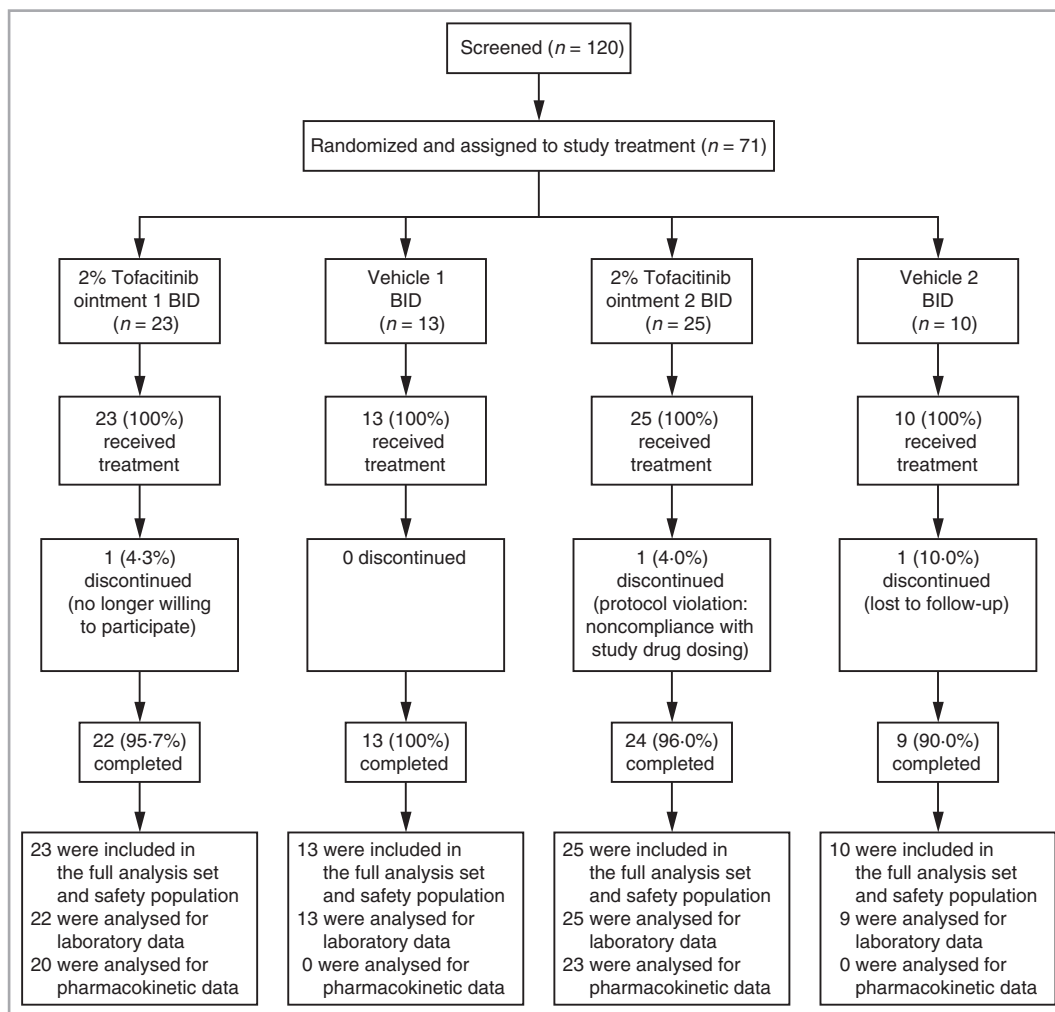 Screened (n = 120)
Randomized and assigned to study treatment (n = 71)
2% Tofacitinib
ointment 1 BID
(n = 23)
Vehicle 1
BID
(n = 13)
2% Tofacitinib
ointment 2 BID
(n = 25)
Vehicle 2
BID
(n = 10)
23 (100%)
received
treatment
13 (100%)
received
treatment
25 (100%)
received
treatment
10 (100%)
received
treatment
1 (4·3%)
discontinued
(no longer willing
to participate)
0 discontinued
1 (4·0%)
discontinued
(protocol violation:
noncompliance with
study drug dosing)
1 (10·0%)
discontinued
(lost to follow-up)
22 (95·7%)
completed
13 (100%)
completed
24 (96·0%)
completed
9 (90·0%)
completed
23 were included in
the full analysis set
and safety population
22 were analysed for
laboratory data
20 were analysed for
pharmacokinetic data
13 were included in
the full analysis set
and safety population
13 were analysed for
laboratory data
0 were analysed for
pharmacokinetic data
25 were included in
the full analysis set
and safety population
25 were analysed for
laboratory data
23 were analysed for
pharmacokinetic data
10 were included in
the full analysis set
and safety population
9 were analysed for
laboratory data
0 were analysed for
pharmacokinetic data